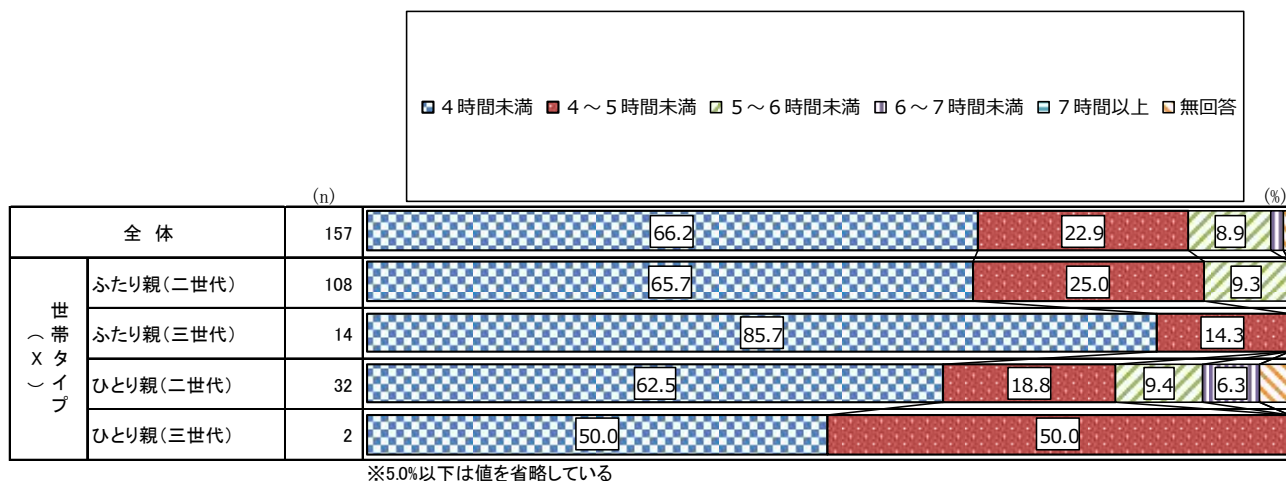 ４時間未満 ４～５時間未満 ５～６時間未満 ６～７時間未満 ７時間以上 無回答
(n) (%)
全 体 157 66.2 22.9 8.9
世帯タイプ（X）
ふたり親(二世代) 108 65.7 25.0 9.3
ふたり親(三世代) 14 85.7 14.3
ひとり親(二世代) 32 62.5 18.8 9.4 6.3
ひとり親(三世代) 2 50.0 50.0
※5.0%以下は値を省略している